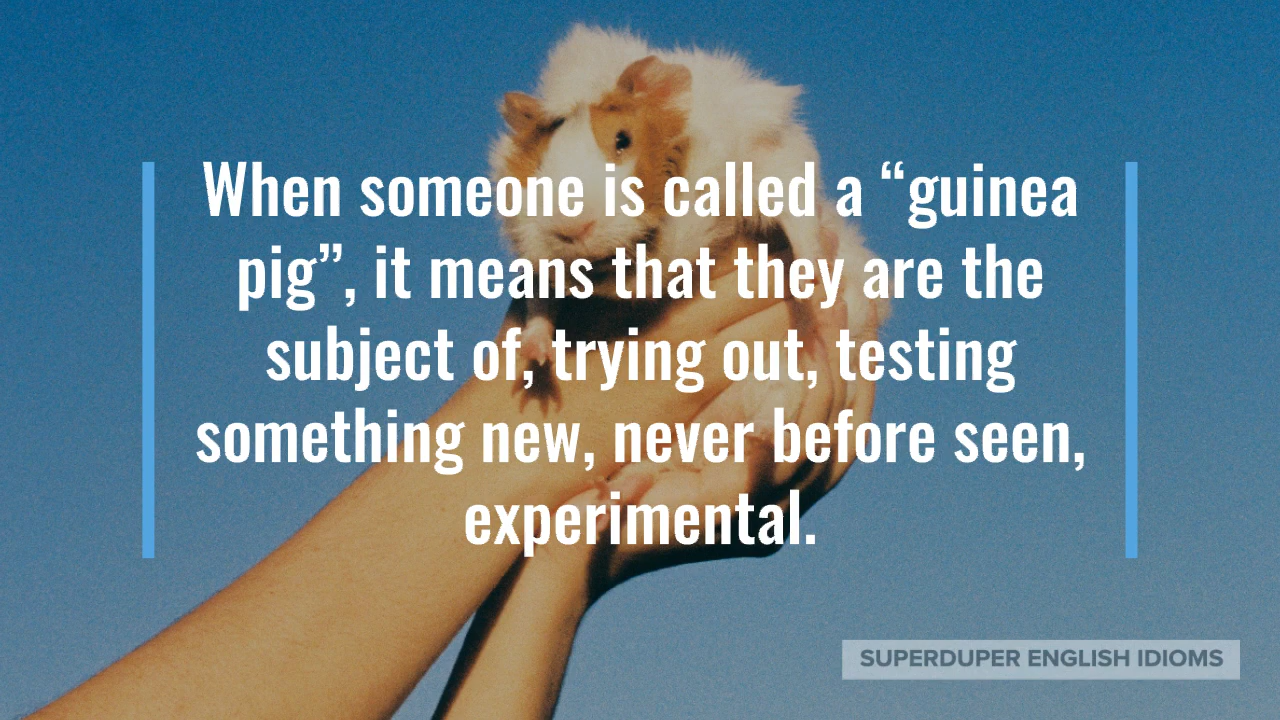 When someone is called a “guinea
pig”, it means that they are the
subject of, trying out, testing
something new, never before seen,
experimental.
SUPERDUPER ENGLISH IDIOMS